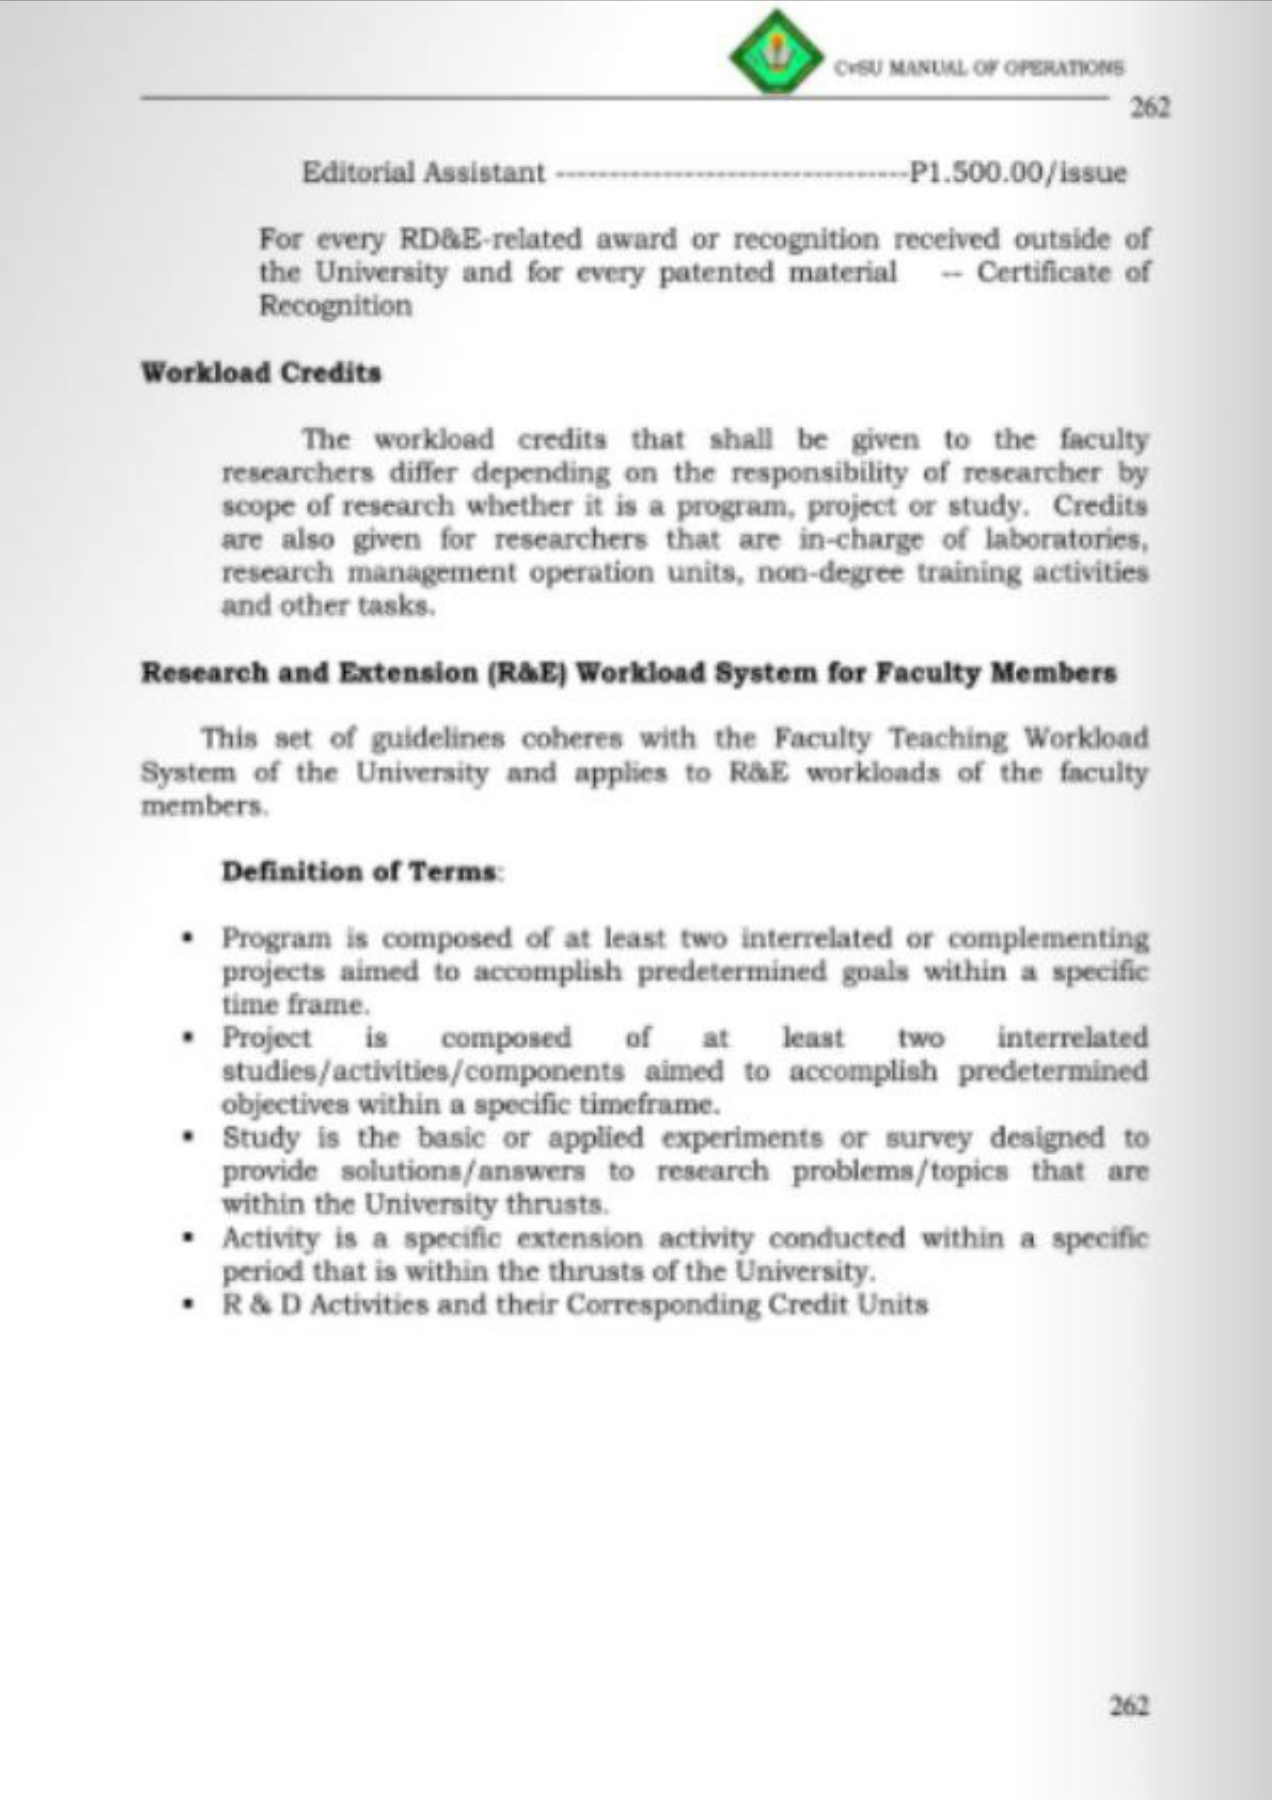 CvSU MANUAL OF OPERATIONS
262
Editorial Assistant ---------------------------------P1.500.00/issue
For every RD&E-related award or recognition received outside of
the University and for every patented material -- Certificate of
Recognition
Workload Credits
The workload credits that shall be given to the faculty
researchers differ depending on the responsibility of researcher by
scope of research whether it is a program, project or study. Credits
are also given for researchers that are in-charge of laboratories,
research management operation units, non-degree training activities
and other tasks.
Research and Extension (R&E) Workload System for Faculty Members
This set of guidelines coheres with the Faculty Teaching Workload
System of the University and applies to R&E workloads of the faculty
members.
Definition of Terms:
▪ Program is composed of at least two interrelated or complementing
projects aimed to accomplish predetermined goals within a specific
time frame.
▪ Project is composed of at least two interrelated
studies/activities/components aimed to accomplish predetermined
objectives within a specific timeframe.
▪ Study is the basic or applied experiments or survey designed to
provide solutions/answers to research problems/topics that are
within the University thrusts.
▪ Activity is a specific extension activity conducted within a specific
period that is within the thrusts of the University.
▪ R & D Activities and their Corresponding Credit Units
262